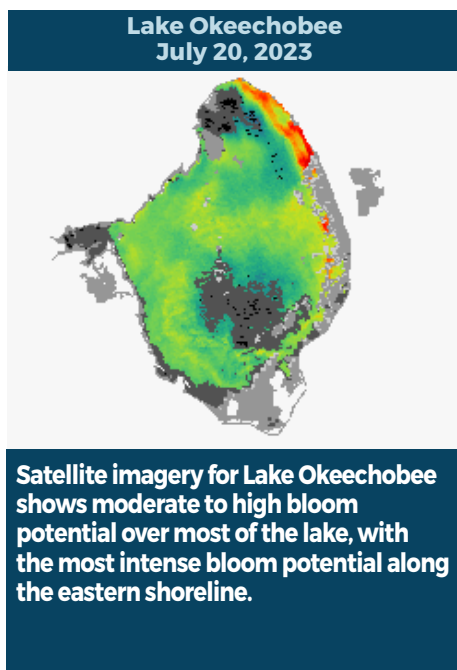 Lake Okeechobee
July 20, 2023
Satellite imagery for Lake Okeechobee
shows moderate to high bloom
potential over most of the lake, with
the most intense bloom potential along
the eastern shoreline.